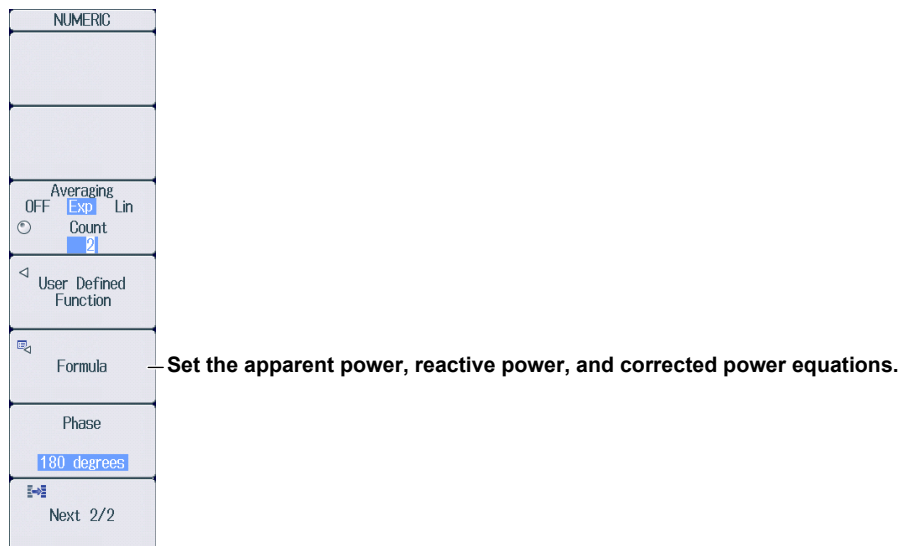 NUMERIC
Averaging
OFF Exp Lin
Count
2
User Defined
Function
Formula
Set the apparent power, reactive power, and corrected power equations.
Phase
180 degrees
Next 2/2